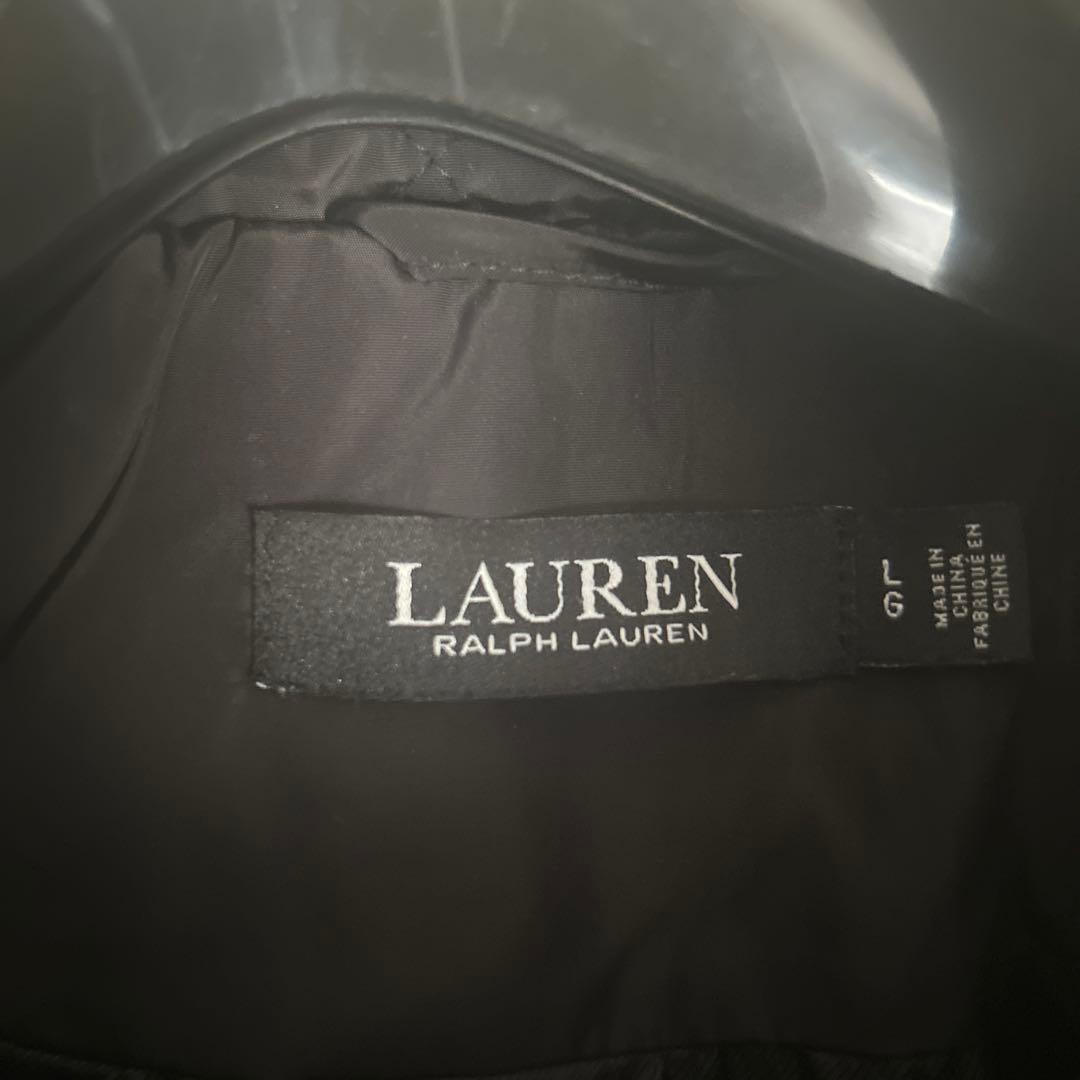 LAUREN
RALPH LAUREN
L
G
MADE IN
CHINA
FABRIQUÉ EN
CHINE